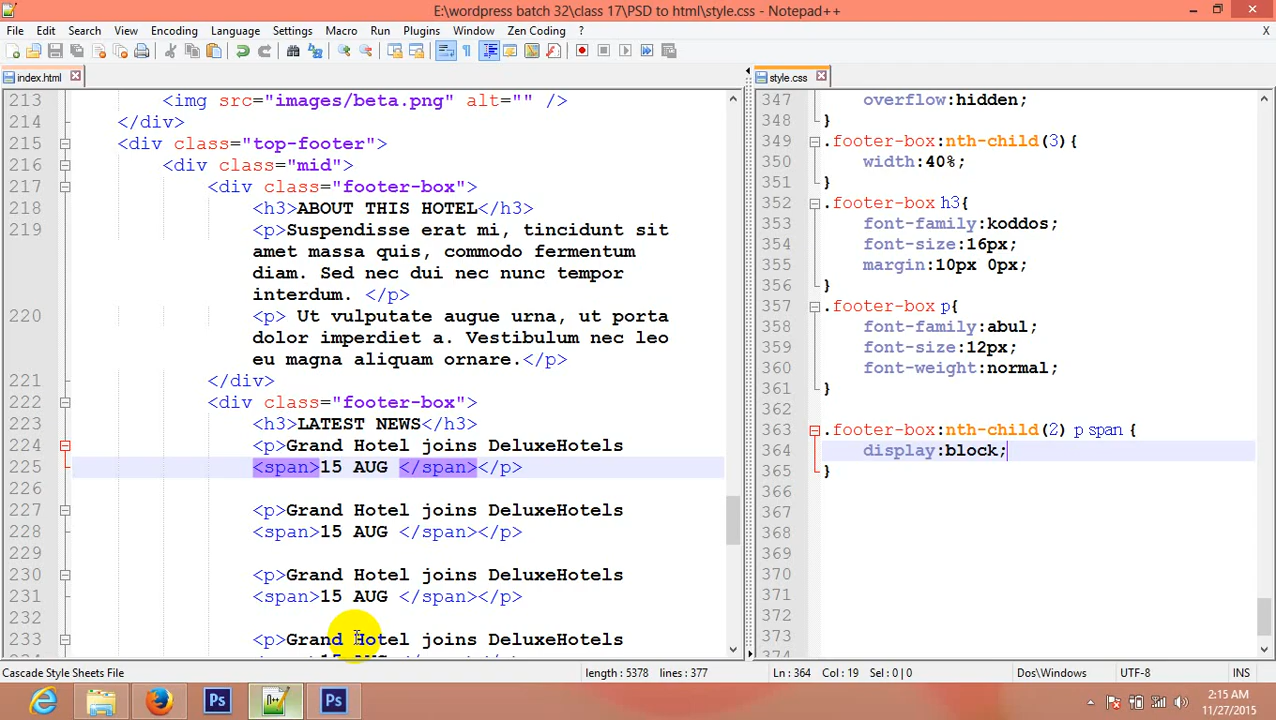 E:\wordpress batch 32\class 17\PSD to html\style.css - Notepad++
File Edit Search View Encoding Language Settings Macro Run Plugins Window Zen Coding ? X
index.html
213 <img src="images/beta.png" alt="" />
214 </div>
215 <div class="top-footer">
216 <div class="mid">
217 <div class="footer-box">
218 <h3>ABOUT THIS HOTEL</h3>
219 <p>Suspendisse erat mi, tincidunt sit
amet massa quis, commodo fermentum
diam. Sed nec dui nec nunc tempor
interdum. </p>
220 <p> Ut vulputate augue urna, ut porta
dolor imperdiet a. Vestibulum nec leo
eu magna aliquam ornare.</p>
221 </div>
222 <div class="footer-box">
223 <h3>LATEST NEWS</h3>
224 <p>Grand Hotel joins DeluxeHotels
225 <span>15 AUG </span></p>
226
227 <p>Grand Hotel joins DeluxeHotels
228 <span>15 AUG </span></p>
229
230 <p>Grand Hotel joins DeluxeHotels
231 <span>15 AUG </span></p>
232
233 <p>Grand Hotel joins DeluxeHotels
style.css
347 overflow:hidden;
348 }
349 .footer-box:nth-child(3){
350 width:40%;
351 }
352 .footer-box h3{
353 font-family:koddos;
354 font-size:16px;
355 margin:10px 0px;
356 }
357 .footer-box p{
358 font-family:abul;
359 font-size:12px;
360 font-weight:normal;
361 }
362
363 .footer-box:nth-child(2) p span {
364 display:block;
365 }
366
367
368
369
370
371
372
373
374
Cascade Style Sheets File length : 5378 lines : 377 Ln : 364 Col : 19 Sel : 0 | 0 Dos\Windows UTF-8 INS
Ps Ps
2:15 AM
11/27/2015